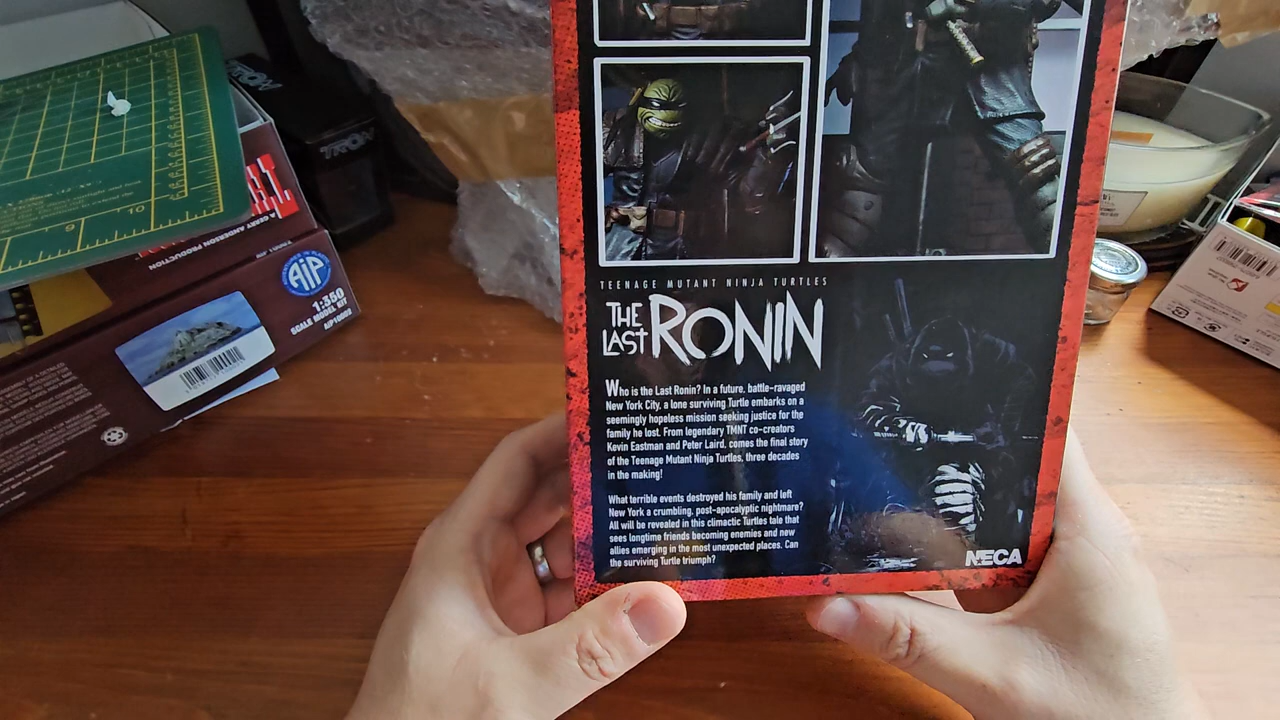 TEENAGE MUTANT NINJA TURTLES
THE
LAST
RONIN
Who is the Last Ronin? In a future, battle-ravaged
New York City, a lone surviving Turtle embarks on a
seemingly hopeless mission seeking justice for the
family he lost. From legendary TMNT co-creators
Kevin Eastman and Peter Laird, comes the final story
of the Teenage Mutant Ninja Turtles, three decades
in the making!
What terrible events destroyed his family and left
New York a crumbling, post-apocalyptic nightmare?
All will be revealed in this climactic Turtles tale that
sees longtime friends becoming enemies and new
allies emerging in the most unexpected places. Can
the surviving Turtle triumph?
NECA
A GERRY ANDERSON PRODUCTION
AIP
1:350
SCALE MODEL KIT
AIP10002
TRON